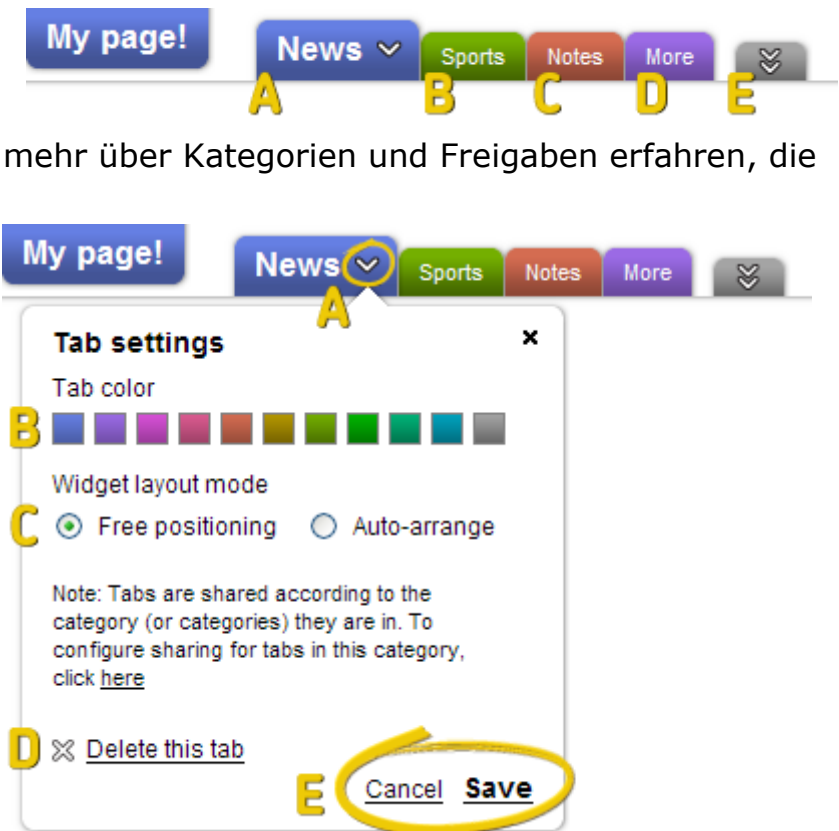 My page! News Sports Notes More
A B C D E
mehr über Kategorien und Freigaben erfahren, die
My page! News Sports Notes More
A
Tab settings
Tab color
B
Widget layout mode
C Free positioning Auto-arrange
Note: Tabs are shared according to the
category (or categories) they are in. To
configure sharing for tabs in this category,
click here
D Delete this tab
E Cancel Save